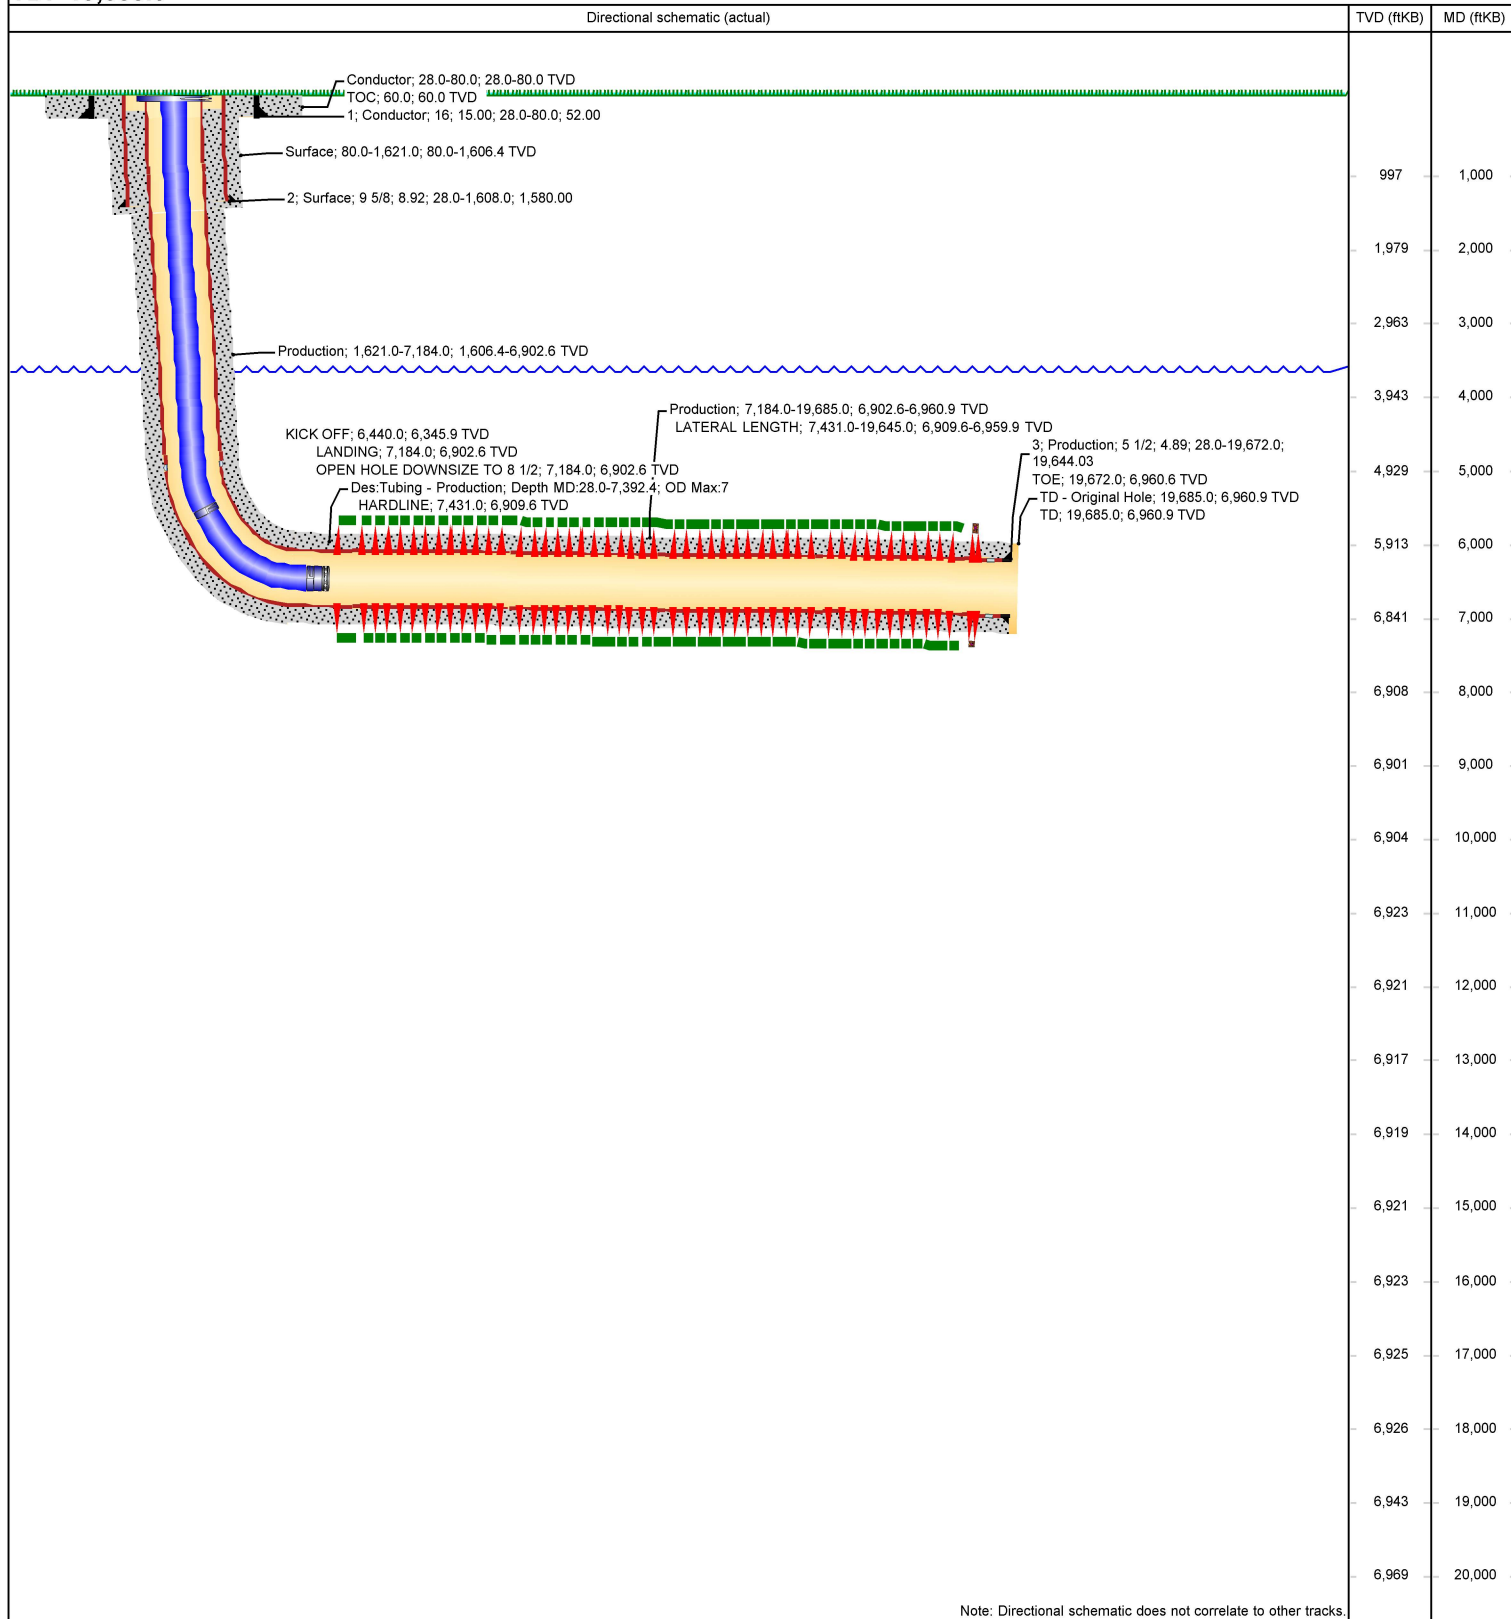 Directional schematic (actual)
TVD (ftKB)
MD (ftKB)
Conductor; 28.0-80.0; 28.0-80.0 TVD
TOC; 60.0; 60.0 TVD
1; Conductor; 16; 15.00; 28.0-80.0; 52.00
Surface; 80.0-1,621.0; 80.0-1,606.4 TVD
2; Surface; 9 5/8; 8.92; 28.0-1,608.0; 1,580.00
Production; 1,621.0-7,184.0; 1,606.4-6,902.6 TVD
Production; 7,184.0-19,685.0; 6,902.6-6,960.9 TVD
LATERAL LENGTH; 7,431.0-19,645.0; 6,909.6-6,959.9 TVD
KICK OFF; 6,440.0; 6,345.9 TVD
LANDING; 7,184.0; 6,902.6 TVD
OPEN HOLE DOWNSIZE TO 8 1/2; 7,184.0; 6,902.6 TVD
Des:Tubing - Production; Depth MD:28.0-7,392.4; OD Max:7
HARDLINE; 7,431.0; 6,909.6 TVD
3; Production; 5 1/2; 4.89; 28.0-19,672.0;
19,644.03
TOE; 19,672.0; 6,960.6 TVD
TD - Original Hole; 19,685.0; 6,960.9 TVD
TD; 19,685.0; 6,960.9 TVD
997 1,000
1,979 2,000
2,963 3,000
3,943 4,000
4,929 5,000
5,913 6,000
6,841 7,000
6,908 8,000
6,901 9,000
6,904 10,000
6,923 11,000
6,921 12,000
6,917 13,000
6,919 14,000
6,921 15,000
6,923 16,000
6,925 17,000
6,926 18,000
6,943 19,000
6,969 20,000
Note: Directional schematic does not correlate to other tracks.